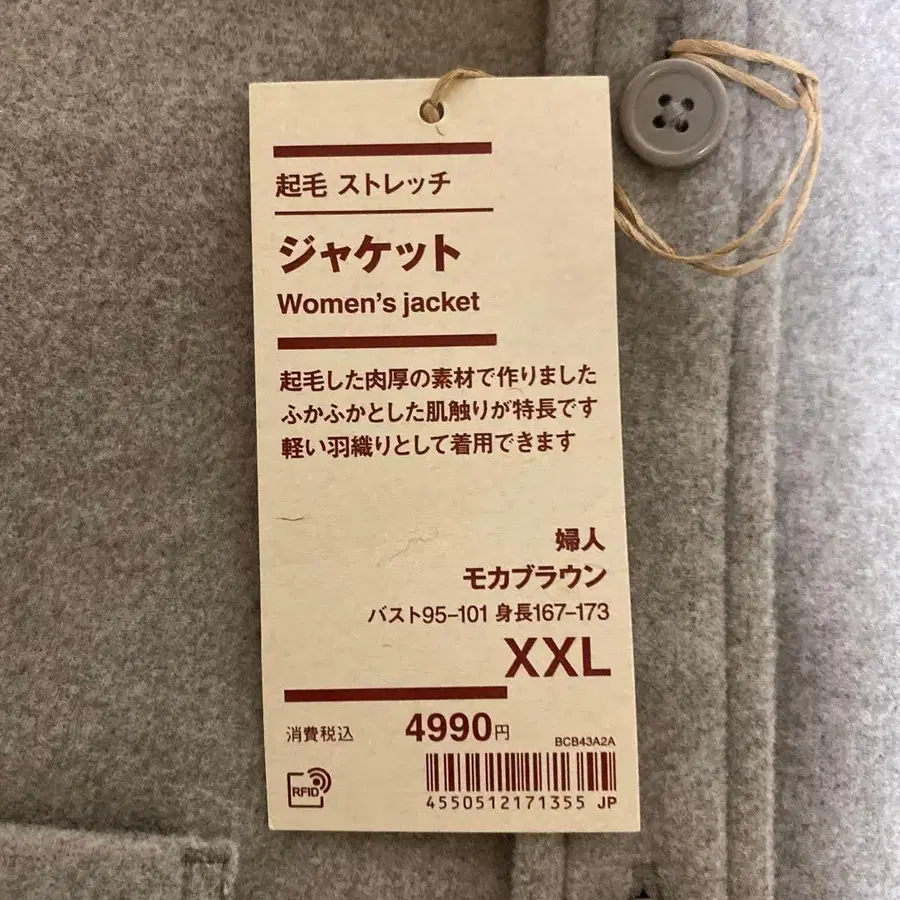 起毛 ストレッチ
ジャケット
Women's jacket
起毛した肉厚の素材で作りました
ふかふかとした肌触りが特長です
軽い羽織りとして着用できます
婦人
モカブラウン
バスト95–101 身長167–173
XXL
消費税込 4990円
BCB43A2A
RFID
4550512171355 JP